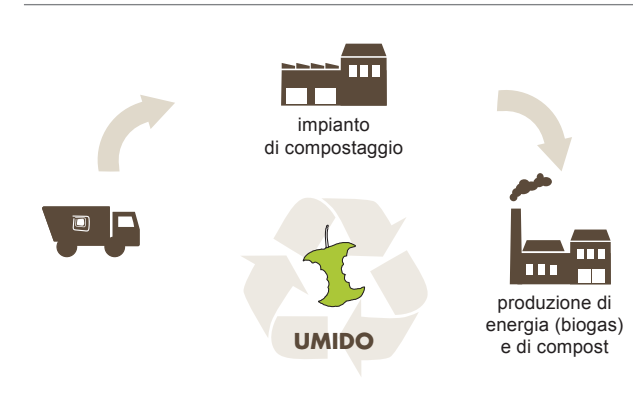 impianto
di compostaggio
produzione di
energia (biogas)
e di compost
UMIDO